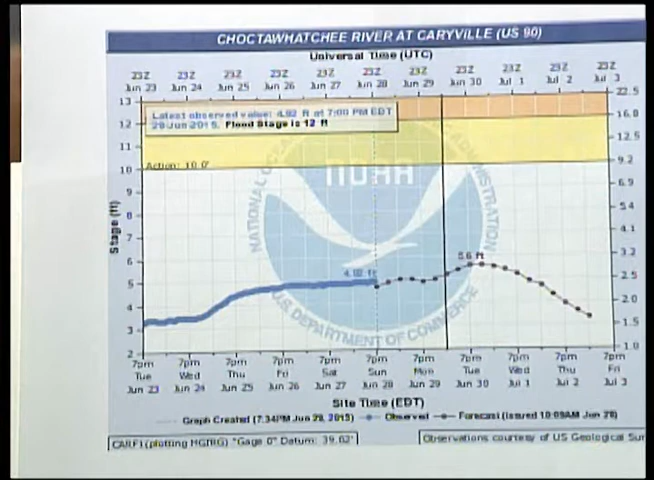 CHOCTAWHATCHEE RIVER AT CARYVILLE (US 90)
Universal Time (UTC)
23Z 23Z 23Z 23Z 23Z 23Z 23Z 23Z 23Z 23Z 23Z
Jun 23 Jun 24 Jun 25 Jun 26 Jun 27 Jun 28 Jun 29 Jun 30 Jul 1 Jul 2 Jul 3
13 22.5
Latest observed value: 4.92 ft at 7:00 PM EDT
28 Jun 2015. Flood Stage is 12 ft
12 16.8
11 12.5
Action: 10.0'
10 9.2
NOAA
NATIONAL
9 6.9
8 5.4
7 4.1
6 3.2
5.6 ft
5 2.5
4 2.0
3 1.5
2 1.0
Stage (ft)
U.S. DEPARTMENT OF COMMERCE
7pm 7pm 7pm 7pm 7pm 7pm 7pm 7pm 7pm 7pm 7pm
Tue Wed Thu Fri Sat Sun Mon Tue Wed Thu Fri
Jun 23 Jun 24 Jun 25 Jun 26 Jun 27 Jun 28 Jun 29 Jun 30 Jul 1 Jul 2 Jul 3
Site Time (EDT)
Graph Created (7:34PM Jun 28, 2015) Observed Forecast (issued 10:09AM Jun 28)
"Gage 0" Datum: 39.02'
Observations courtesy of US Geological Sur